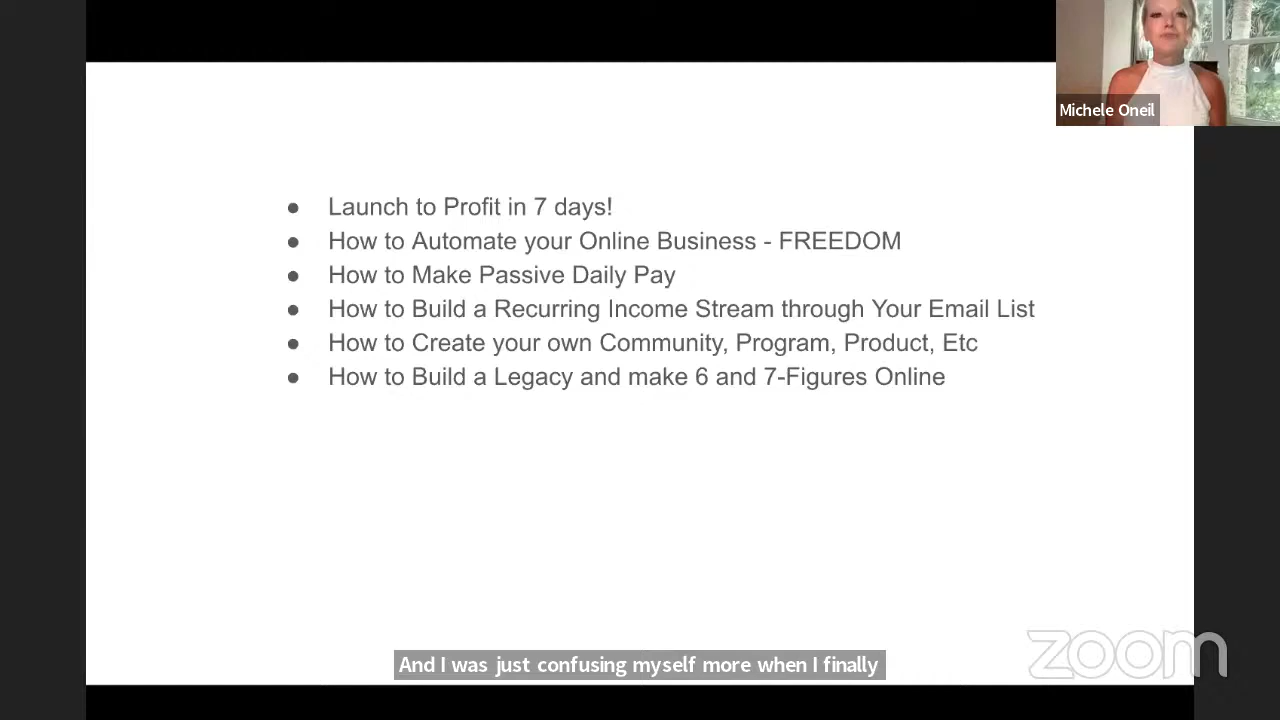 Michele Oneil
● Launch to Profit in 7 days!
● How to Automate your Online Business - FREEDOM
● How to Make Passive Daily Pay
● How to Build a Recurring Income Stream through Your Email List
● How to Create your own Community, Program, Product, Etc
● How to Build a Legacy and make 6 and 7-Figures Online
And I was just confusing myself more when I finally
zoom